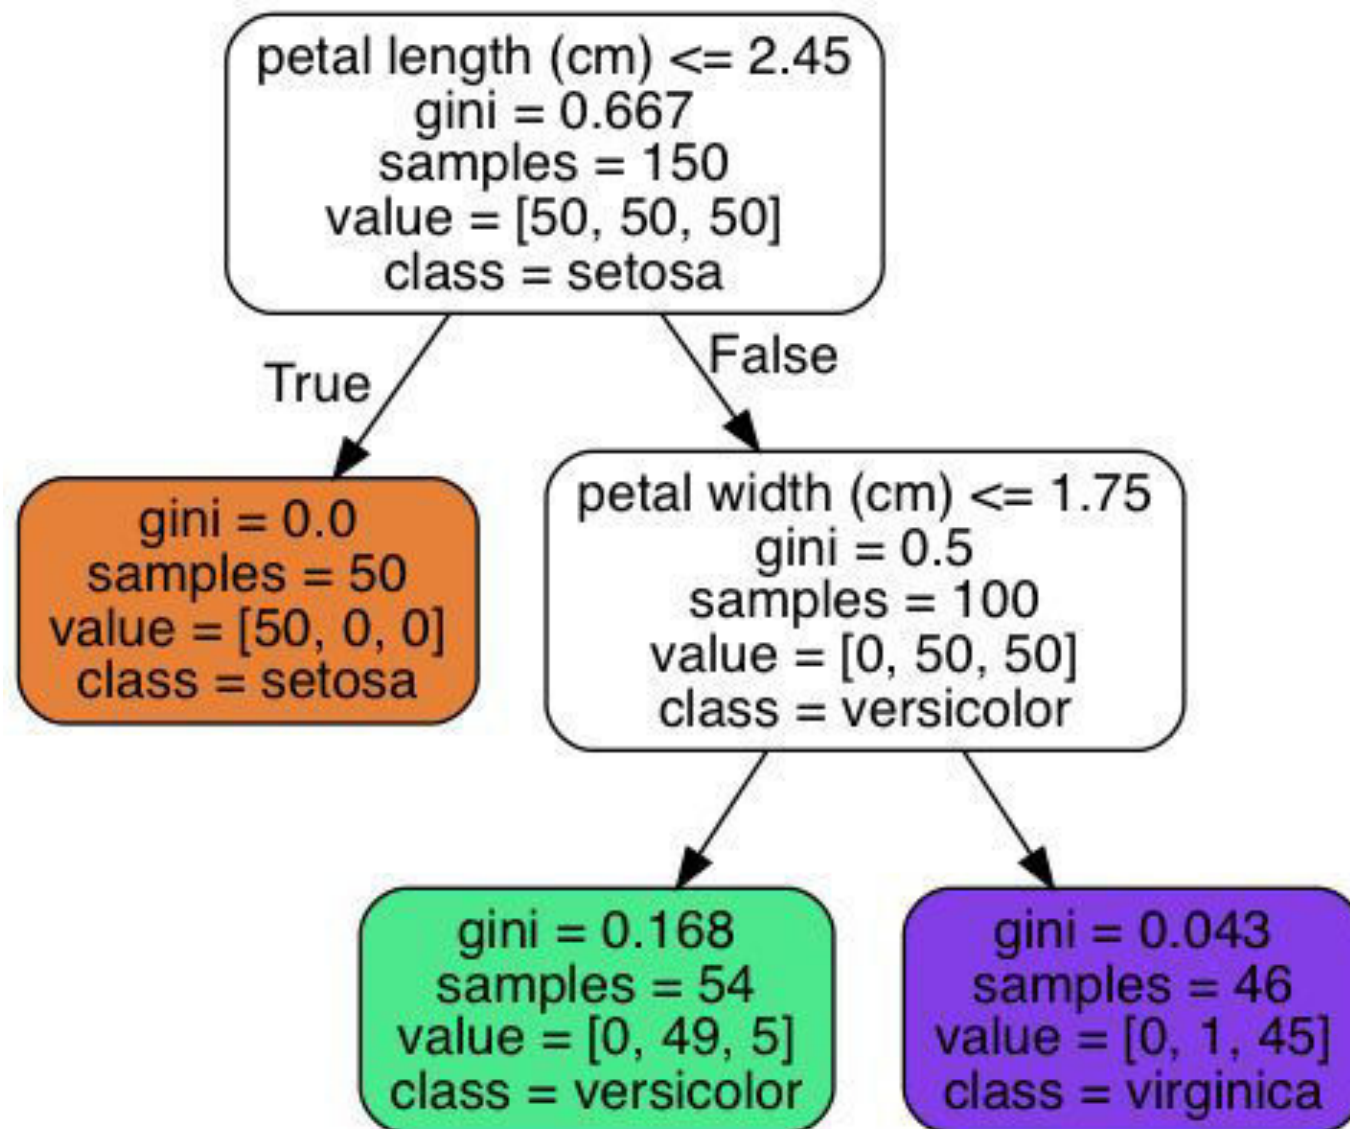 petal length (cm) <= 2.45
gini = 0.667
samples = 150
value = [50, 50, 50]
class = setosa
True
False
gini = 0.0
samples = 50
value = [50, 0, 0]
class = setosa
petal width (cm) <= 1.75
gini = 0.5
samples = 100
value = [0, 50, 50]
class = versicolor
gini = 0.168
samples = 54
value = [0, 49, 5]
class = versicolor
gini = 0.043
samples = 46
value = [0, 1, 45]
class = virginica